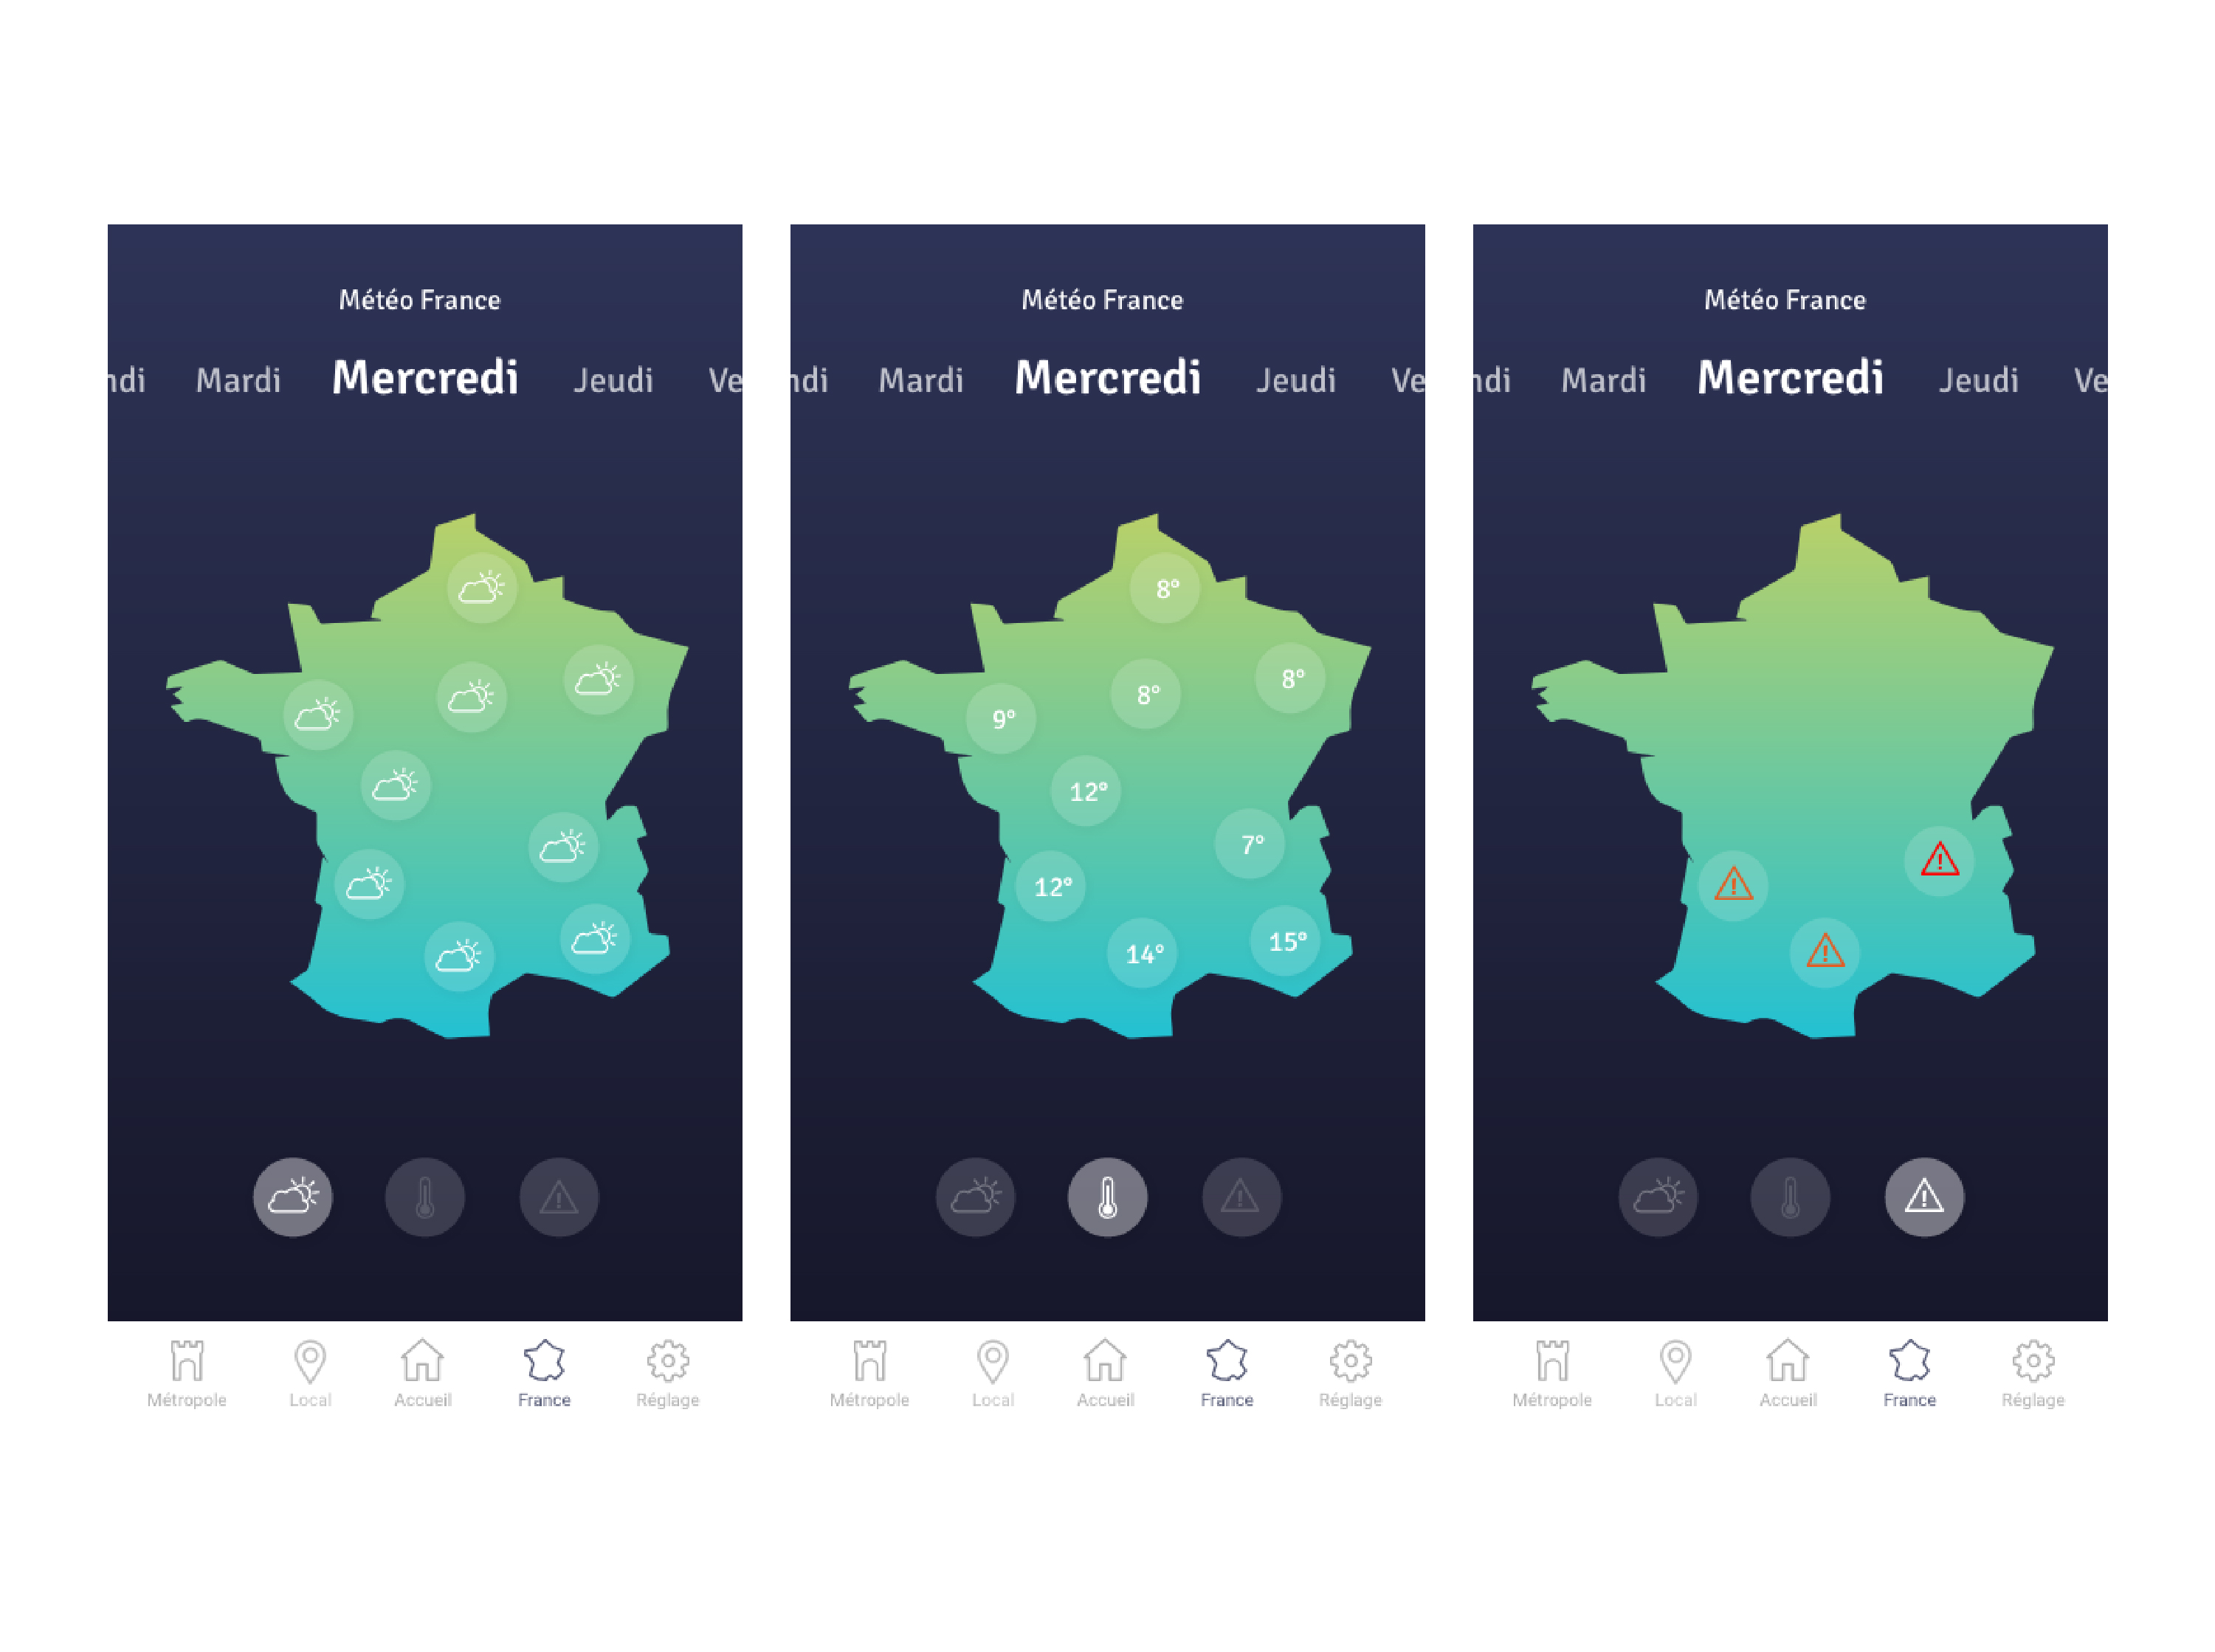 Météo France
ndi Mardi Mercredi Jeudi Ve
8°
8°
8°
9°
12°
7°
12°
14°
15°
Métropole Local Accueil France Réglage
Météo France
ndi Mardi Mercredi Jeudi Ve
Métropole Local Accueil France Réglage
Météo France
ndi Mardi Mercredi Jeudi Ve
Métropole Local Accueil France Réglage